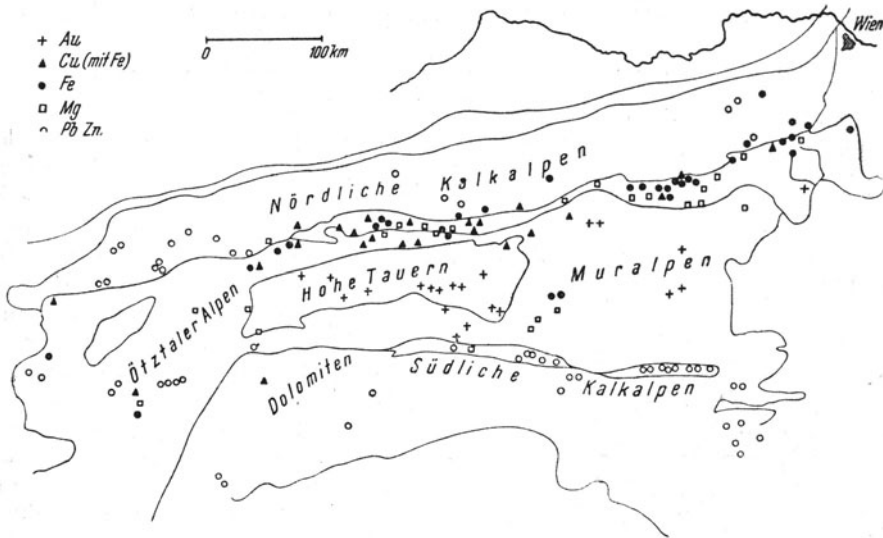 + Au
▲ Cu (mit Fe)
● Fe
□ Mg
○ Pb Zn.
0 100 km
Wien
Nördliche Kalkalpen
Hohe Tauern
Muralpen
Ötztaler Alpen
Dolomiten
Südliche
Kalkalpen